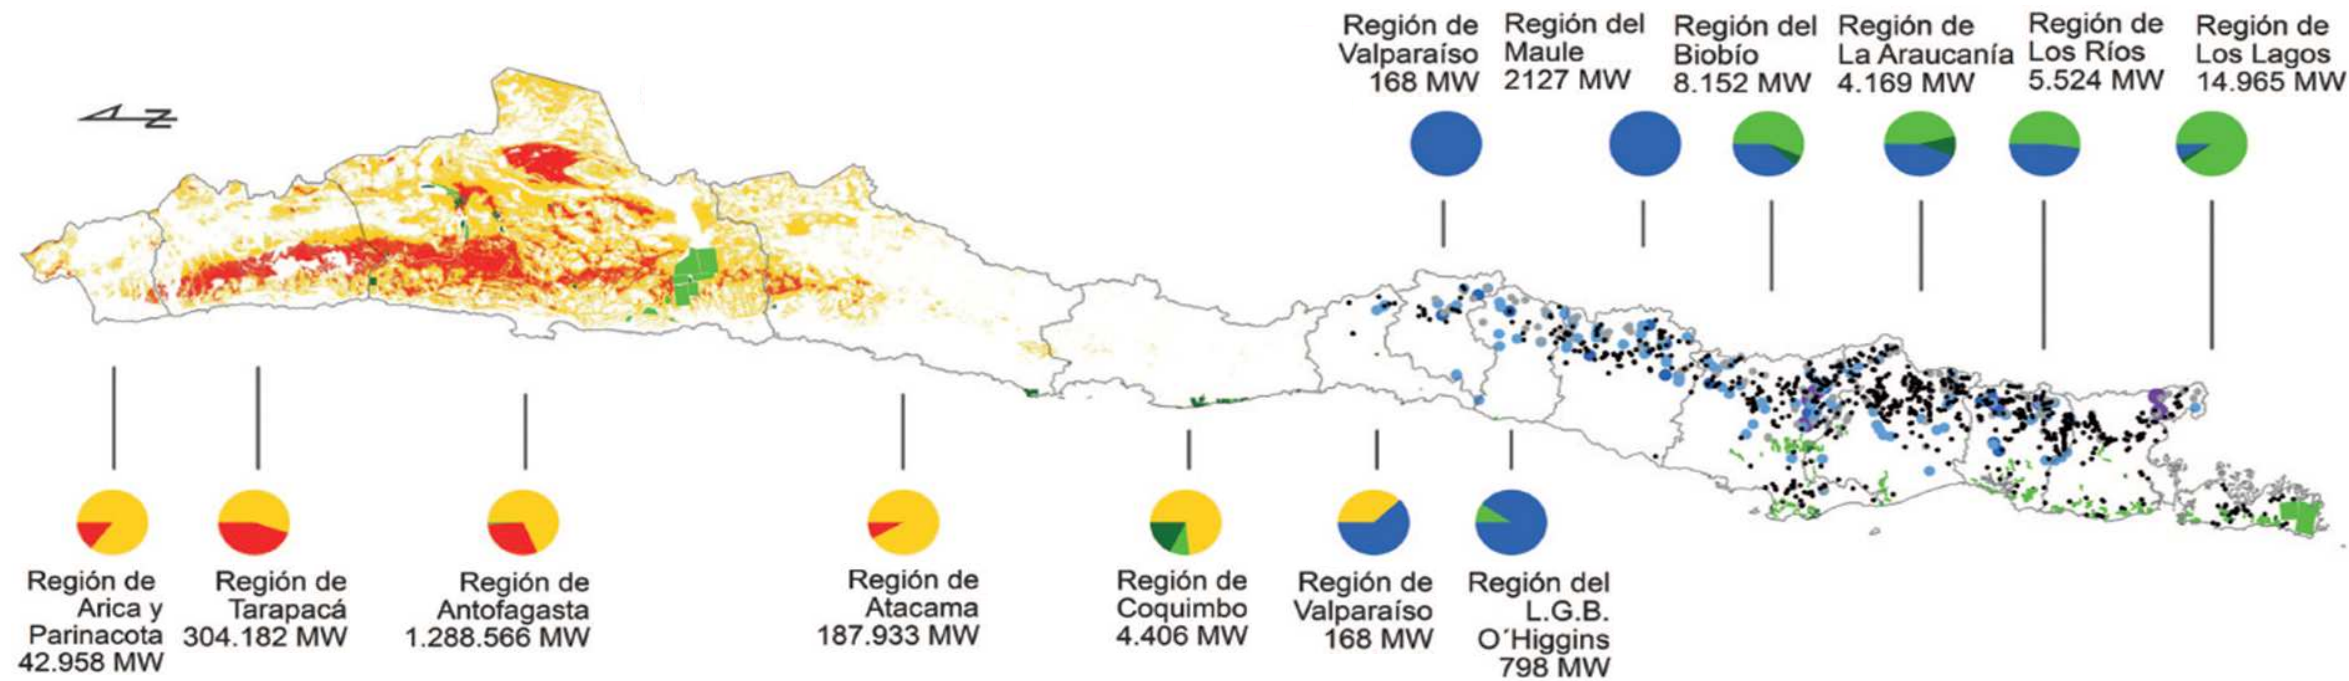 Región de
Valparaíso
168 MW
Región del
Maule
2127 MW
Región del
Biobío
8.152 MW
Región de
La Araucanía
4.169 MW
Región de
Los Ríos
5.524 MW
Región de
Los Lagos
14.965 MW
N
Región de
Arica y
Parinacota
42.958 MW
Región de
Tarapacá
304.182 MW
Región de
Antofagasta
1.288.566 MW
Región de
Atacama
187.933 MW
Región de
Coquimbo
4.406 MW
Región de
Valparaíso
168 MW
Región del
L.G.B.
O´Higgins
798 MW